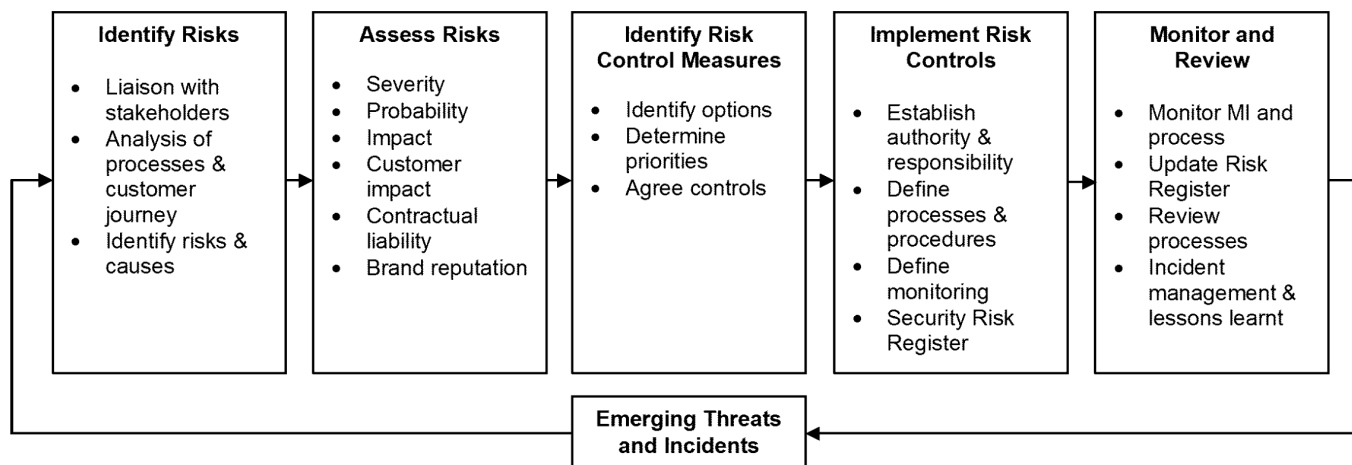 Identify Risks
• Liaison with
stakeholders
• Analysis of
processes &
customer
journey
• Identify risks &
causes
Assess Risks
• Severity
• Probability
• Impact
• Customer
impact
• Contractual
liability
• Brand reputation
Identify Risk
Control Measures
• Identify options
• Determine
priorities
• Agree controls
Implement Risk
Controls
• Establish
authority &
responsibility
• Define
processes &
procedures
• Define
monitoring
• Security Risk
Register
Monitor and
Review
• Monitor MI and
process
• Update Risk
Register
• Review
processes
• Incident
management &
lessons learnt
Emerging Threats
and Incidents